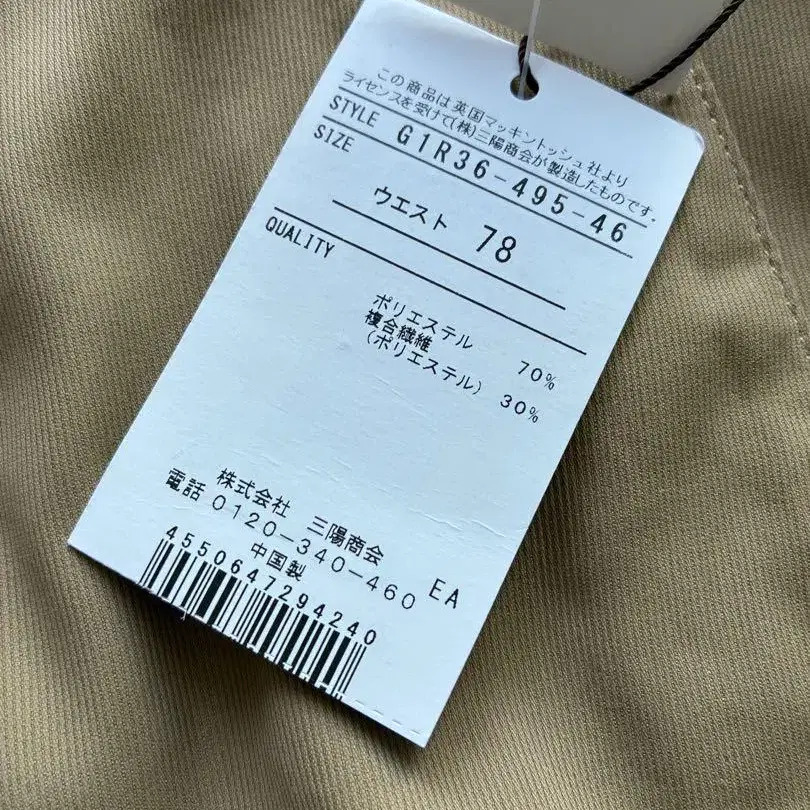 この商品は英国マッキントッシュ社より
ライセンスを受けて(株)三陽商会が製造したものです。
STYLE G1R36-495-46
SIZE
ウエスト 78
QUALITY
ポリエステル 70%
複合繊維
(ポリエステル) 30%
株式会社 三陽商会
電話 0120-340-460
中国製 EA
4550647294240